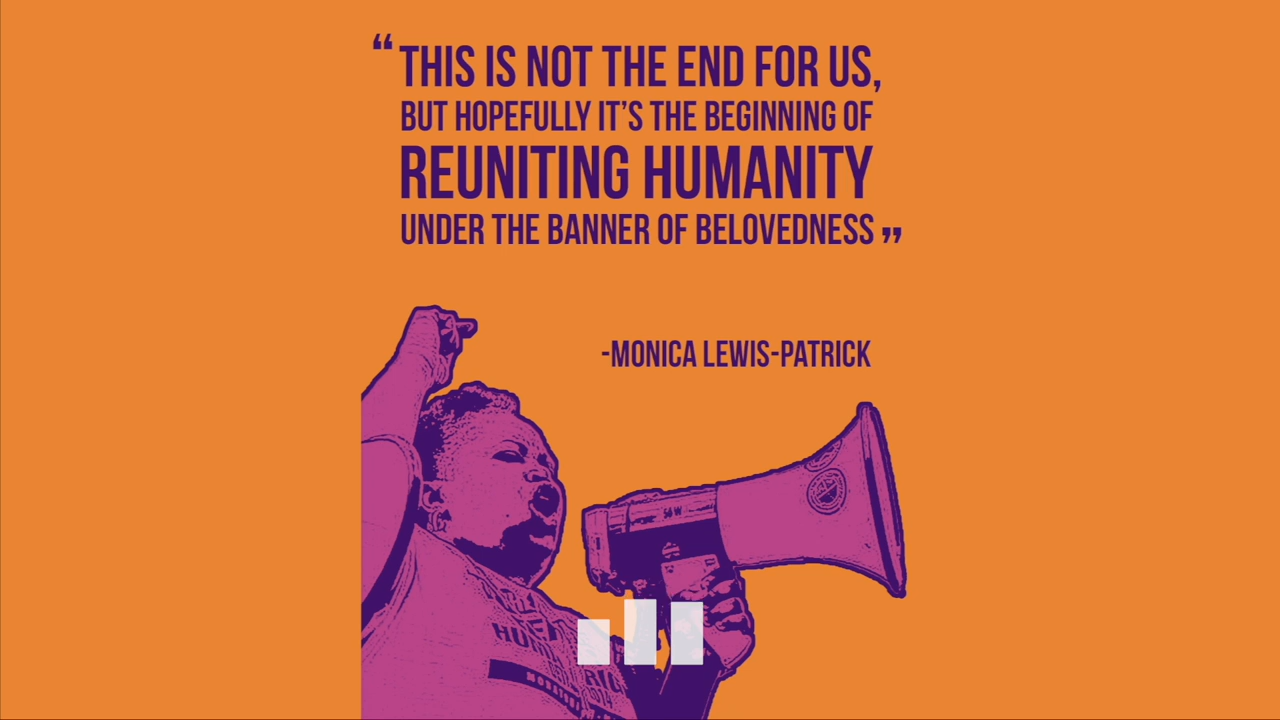 “THIS IS NOT THE END FOR US,
BUT HOPEFULLY IT’S THE BEGINNING OF
REUNITING HUMANITY
UNDER THE BANNER OF BELOVEDNESS”
-MONICA LEWIS-PATRICK
56W